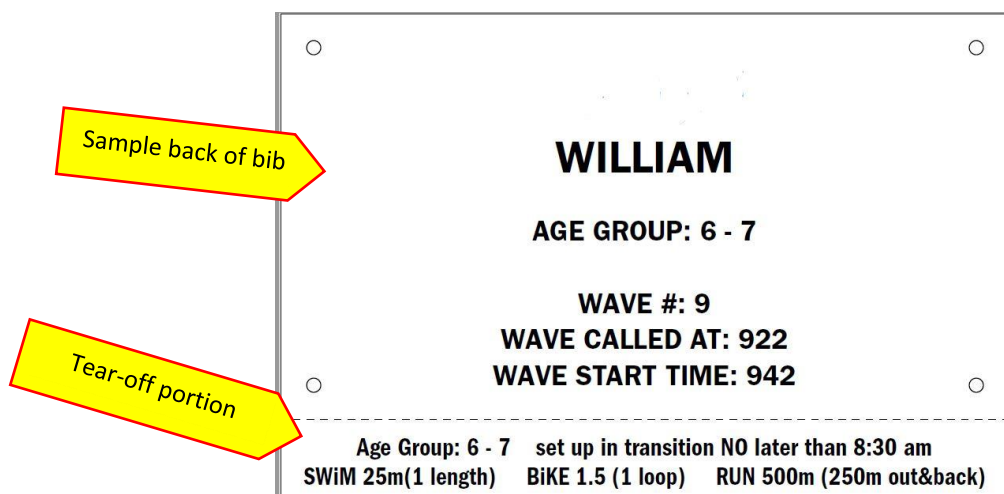 Sample back of bib
WILLIAM
AGE GROUP: 6 - 7
WAVE #: 9
WAVE CALLED AT: 922
WAVE START TIME: 942
Tear-off portion
Age Group: 6 - 7 set up in transition NO later than 8:30 am
SWiM 25m(1 length) BiKE 1.5 (1 loop) RUN 500m (250m out&back)